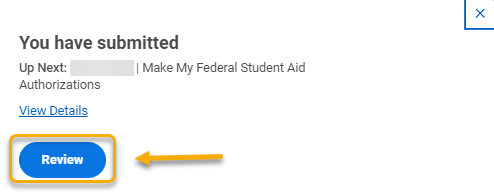 You have submitted
Up Next: | Make My Federal Student Aid
Authorizations
View Details
Review